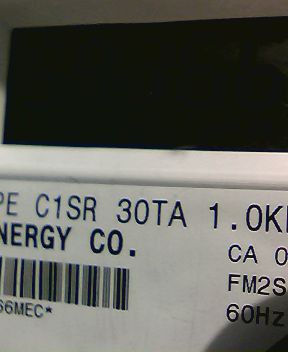 PE C1SR 30TA 1.0K
NERGY CO.
CA 0
FM2S
66MEC*
60Hz